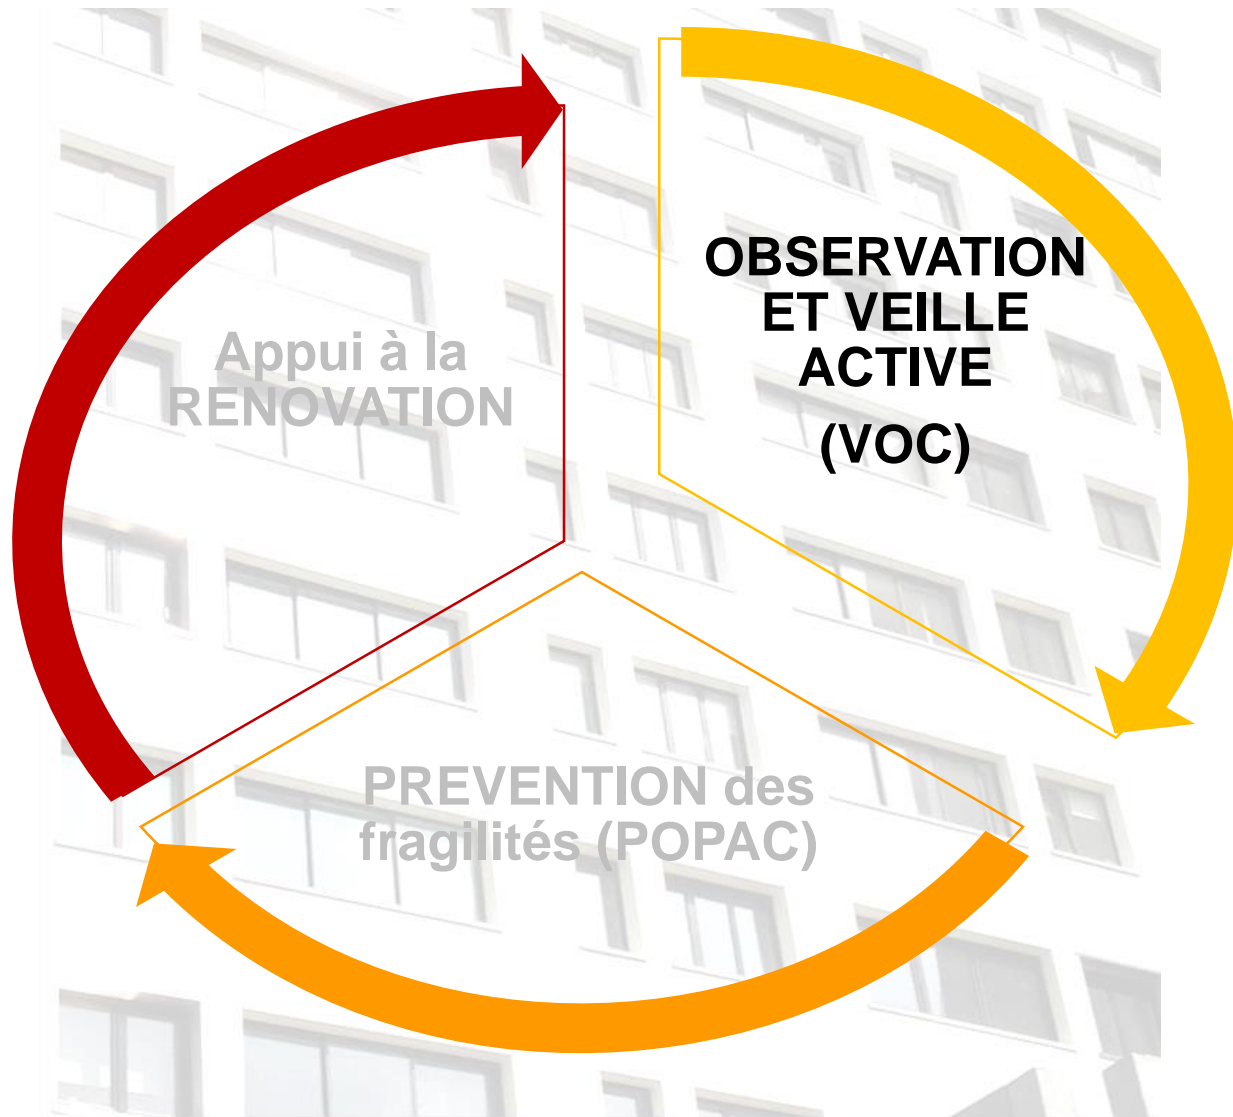 OBSERVATION
ET VEILLE
ACTIVE
(VOC)
Appui à la
RENOVATION
PREVENTION des
fragilités (POPAC)